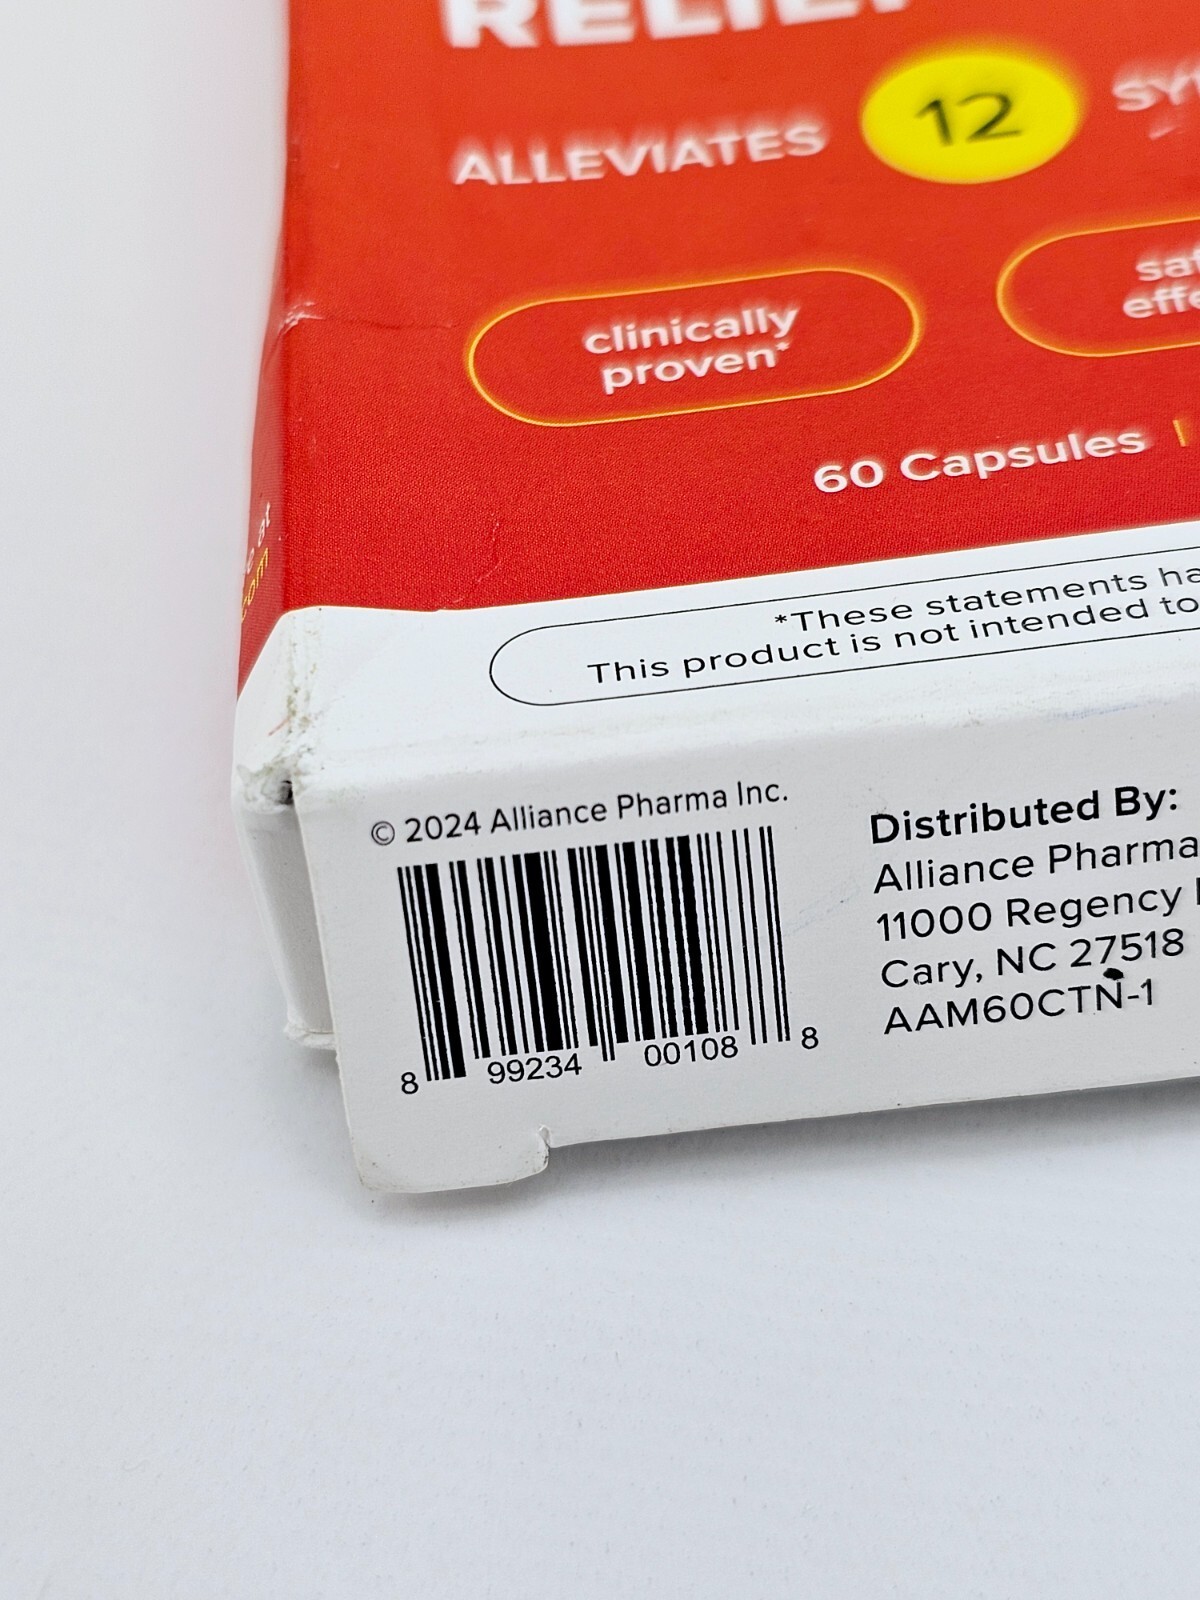 RELIEF
ALLEVIATES 12
clinically
proven*
60 Capsules |
*These statements
This product is not intended to
© 2024 Alliance Pharma Inc.
8 99234 00108 8
Distributed By:
Alliance Pharma
11000 Regency
Cary, NC 27518
AAM60CTN-1